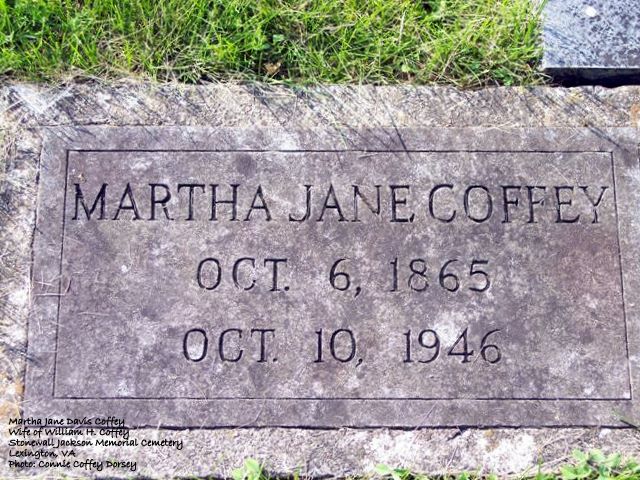 MARTHA JANE COFFEY
OCT. 6, 1865
OCT. 10, 1946
Martha Jane Davis Coffey
Wife of William H. Coffey
Stonewall Jackson Memorial Cemetery
Lexington, VA
Photo: Connie Coffey Dorsey